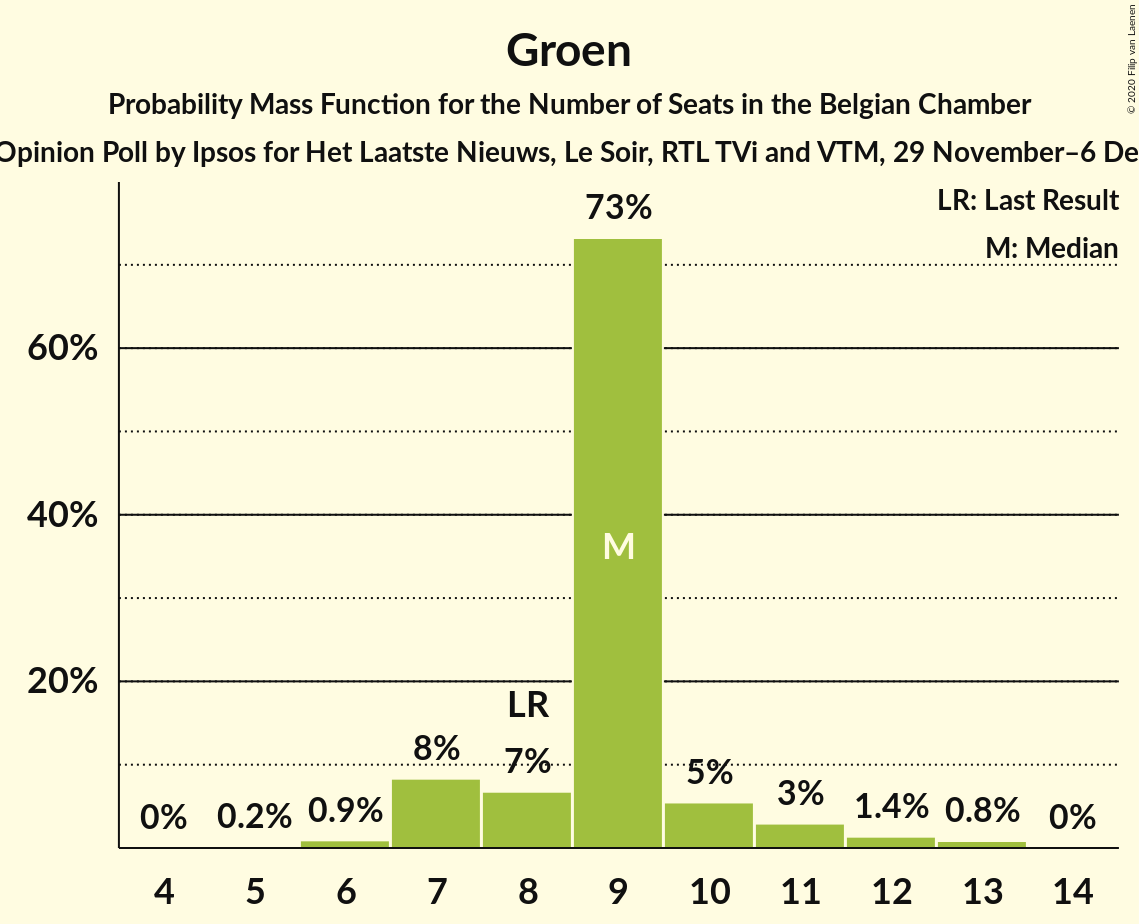 Groen
Probability Mass Function for the Number of Seats in the Belgian Chamber
Opinion Poll by Ipsos for Het Laatste Nieuws, Le Soir, RTL TVi and VTM, 29 November–6 De
© 2020 Filip van Laenen
LR: Last Result
M: Median
73%
60%
40%
M
20%
LR
8%
7%
5%
3%
0%
0.2%
0.9%
1.4%
0.8%
0%
4 5 6 7 8 9 10 11 12 13 14